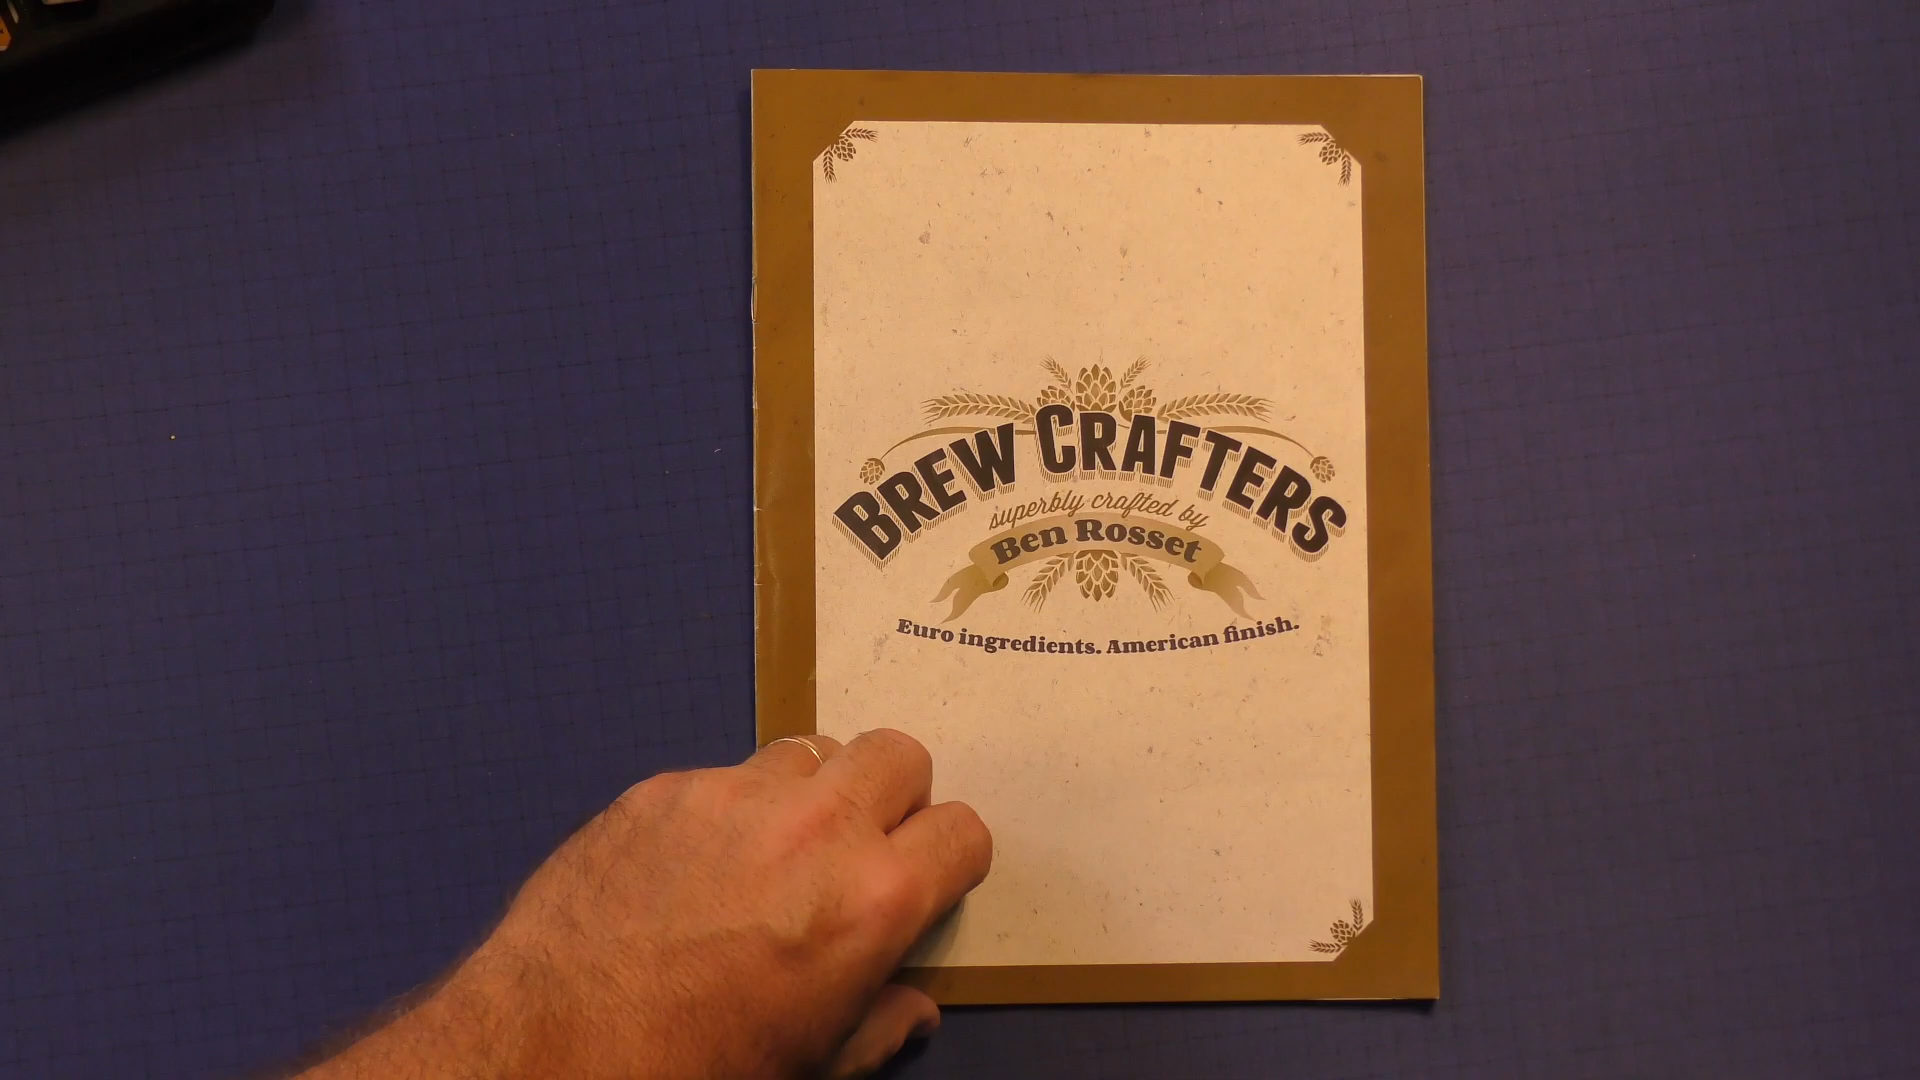 BREW CRAFTERS
superbly crafted by
Ben Rosset
Euro ingredients. American finish.